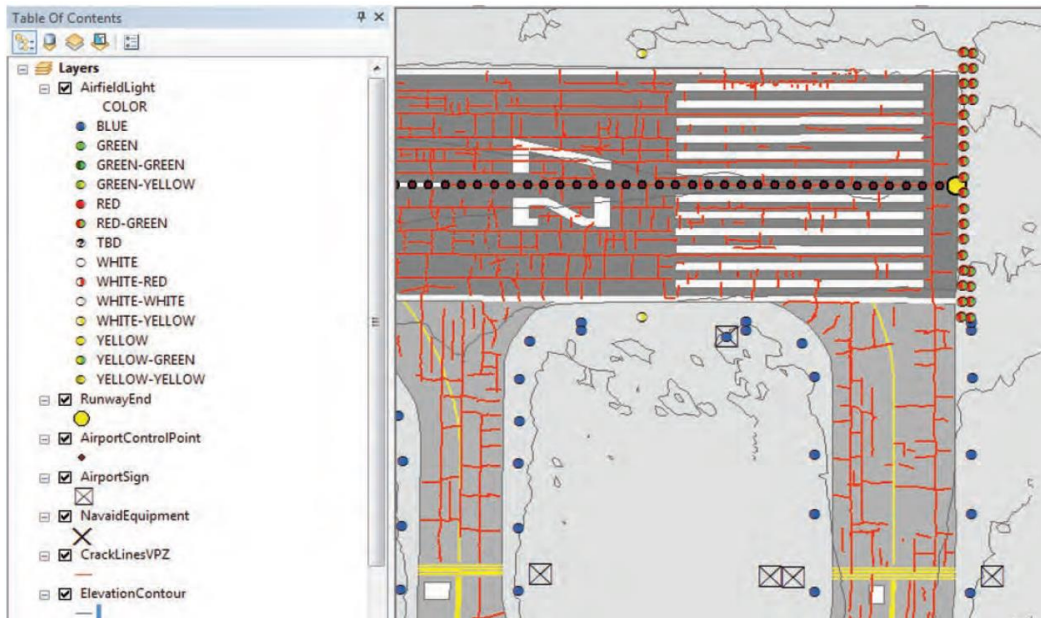 Table Of Contents
Layers
AirfieldLight
COLOR
BLUE
GREEN
GREEN-GREEN
GREEN-YELLOW
RED
RED-GREEN
TBD
WHITE
WHITE-RED
WHITE-WHITE
WHITE-YELLOW
YELLOW
YELLOW-GREEN
YELLOW-YELLOW
RunwayEnd
AirportControlPoint
AirportSign
NavaidEquipment
CrackLinesVPZ
ElevationContour
27